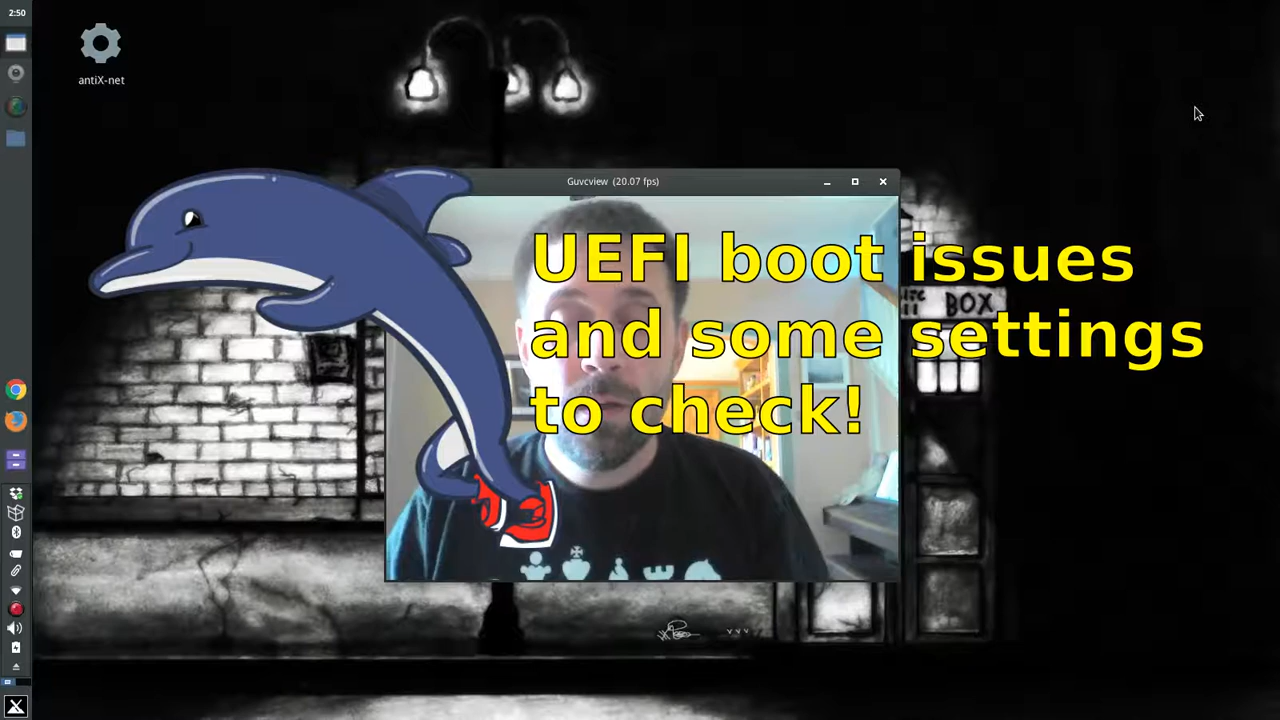 2:50
antiX-net
Guvcview (20.07 fps)
UEFI boot issues
and some settings
to check!
BOX